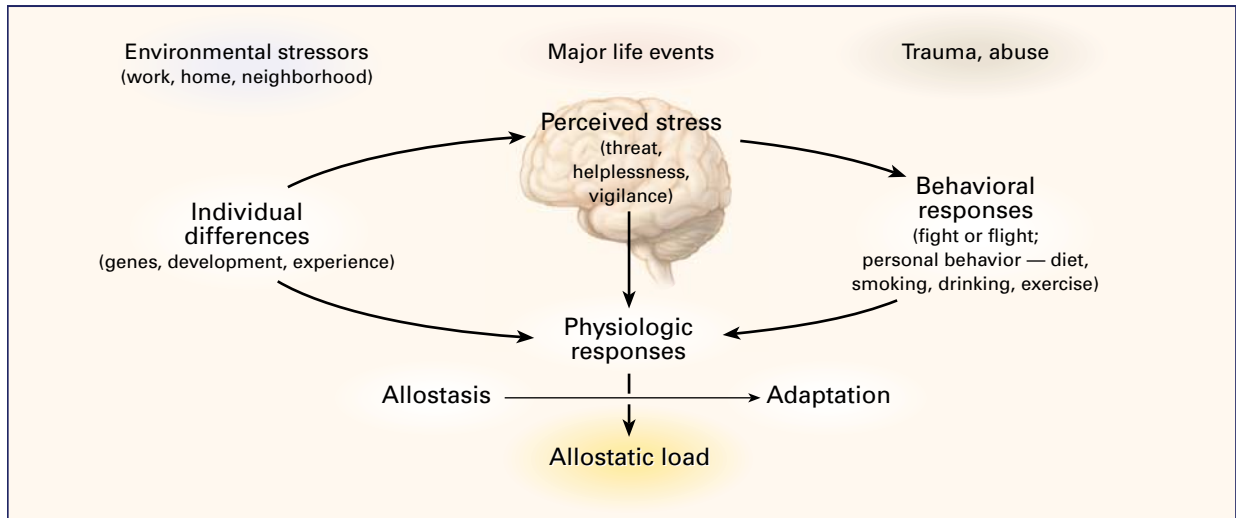 Environmental stressors
(work, home, neighborhood)
Major life events
Trauma, abuse
Perceived stress
(threat,
helplessness,
vigilance)
Individual
differences
(genes, development, experience)
Behavioral
responses
(fight or flight;
personal behavior — diet,
smoking, drinking, exercise)
Physiologic
responses
Allostasis
Adaptation
Allostatic load